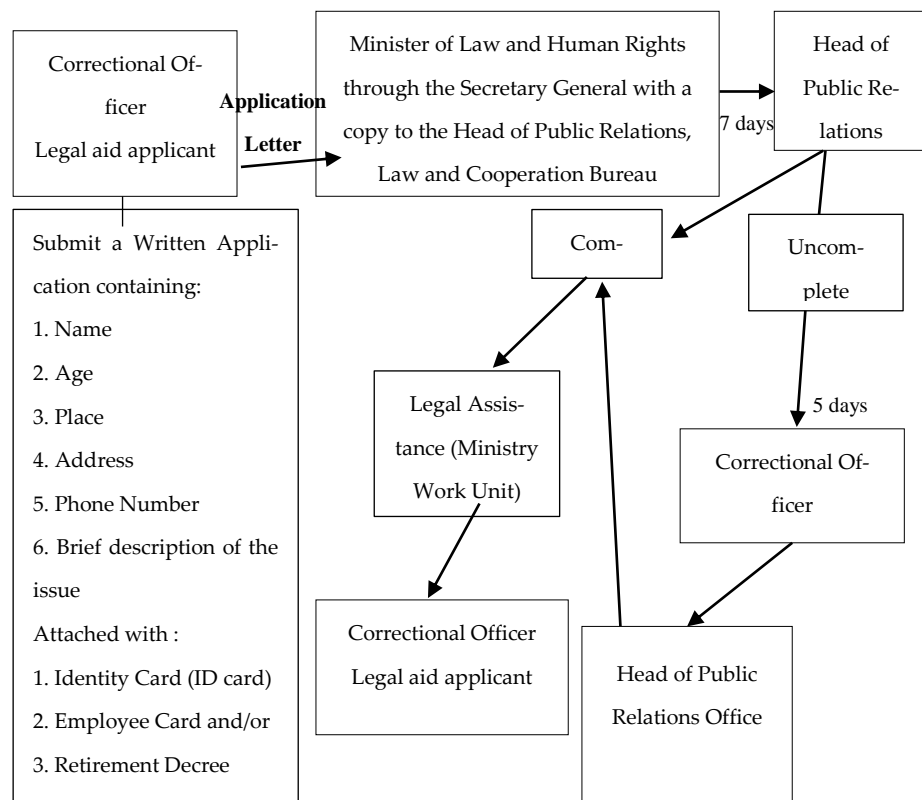 Correctional Of-
ficer
Legal aid applicant
Application
Letter
Minister of Law and Human Rights
through the Secretary General with a
copy to the Head of Public Relations,
Law and Cooperation Bureau
7 days
Head of
Public Re-
lations
Submit a Written Appli-
cation containing:
1. Name
2. Age
3. Place
4. Address
5. Phone Number
6. Brief description of the
issue
Attached with :
1. Identity Card (ID card)
2. Employee Card and/or
3. Retirement Decree
Com-
Uncom-
plete
Legal Assis-
tance (Ministry
Work Unit)
5 days
Correctional Of-
ficer
Correctional Officer
Legal aid applicant
Head of Public
Relations Office